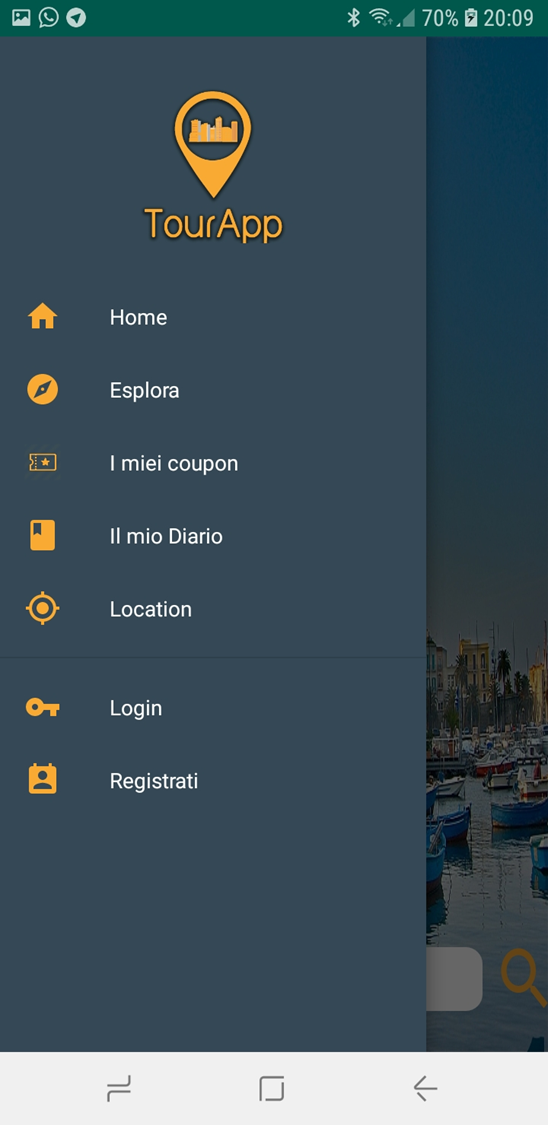 70% 20:09
TourApp
Home
Esplora
I miei coupon
Il mio Diario
Location
Login
Registrati